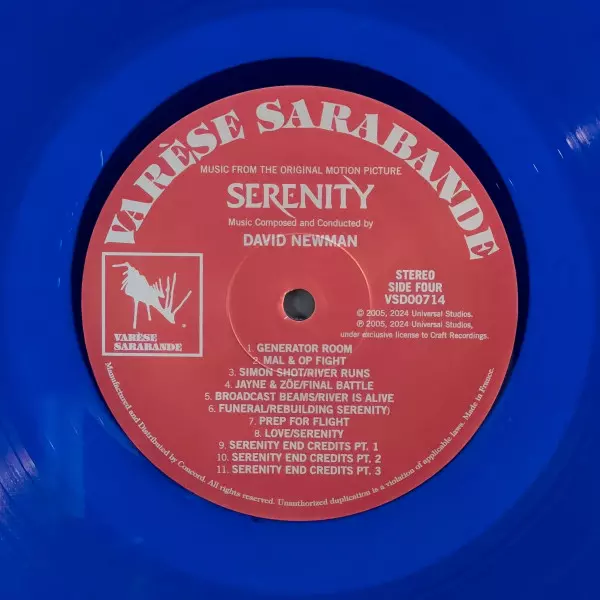 VARÈSE SARABANDE
MUSIC FROM THE ORIGINAL MOTION PICTURE
SERENITY
Music Composed and Conducted by
DAVID NEWMAN
STEREO
SIDE FOUR
VSD00714
℗ 2005, 2024 Universal Studios.
℗ 2005, 2024 Universal Studios,
under exclusive license to Craft Recordings.
VARÈSE
SARABANDE
1. GENERATOR ROOM
2. MAL & OP FIGHT
3. SIMON SHOT/RIVER RUNS
4. JAYNE & ZÖE/FINAL BATTLE
5. BROADCAST BEAMS/RIVER IS ALIVE
6. FUNERAL/REBUILDING SERENITY)
7. PREP FOR FLIGHT
8. LOVE/SERENITY
9. SERENITY END CREDITS PT. 1
10. SERENITY END CREDITS PT. 2
11. SERENITY END CREDITS PT. 3
Manufactured and Distributed by Concord. All rights reserved. Unauthorized duplication is a violation of applicable laws. Made in France.